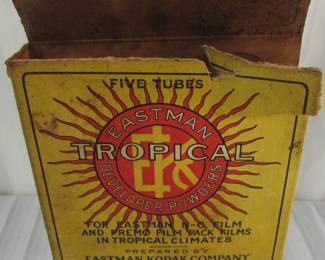 FIVE TUBES
EASTMAN
TROPICAL
DEVELOPER POWDERS
FOR EASTMAN N-C FILM
AND PREMO FILM PACK FILMS
IN TROPICAL CLIMATES
PREPARED BY
EASTMAN KODAK COMPANY